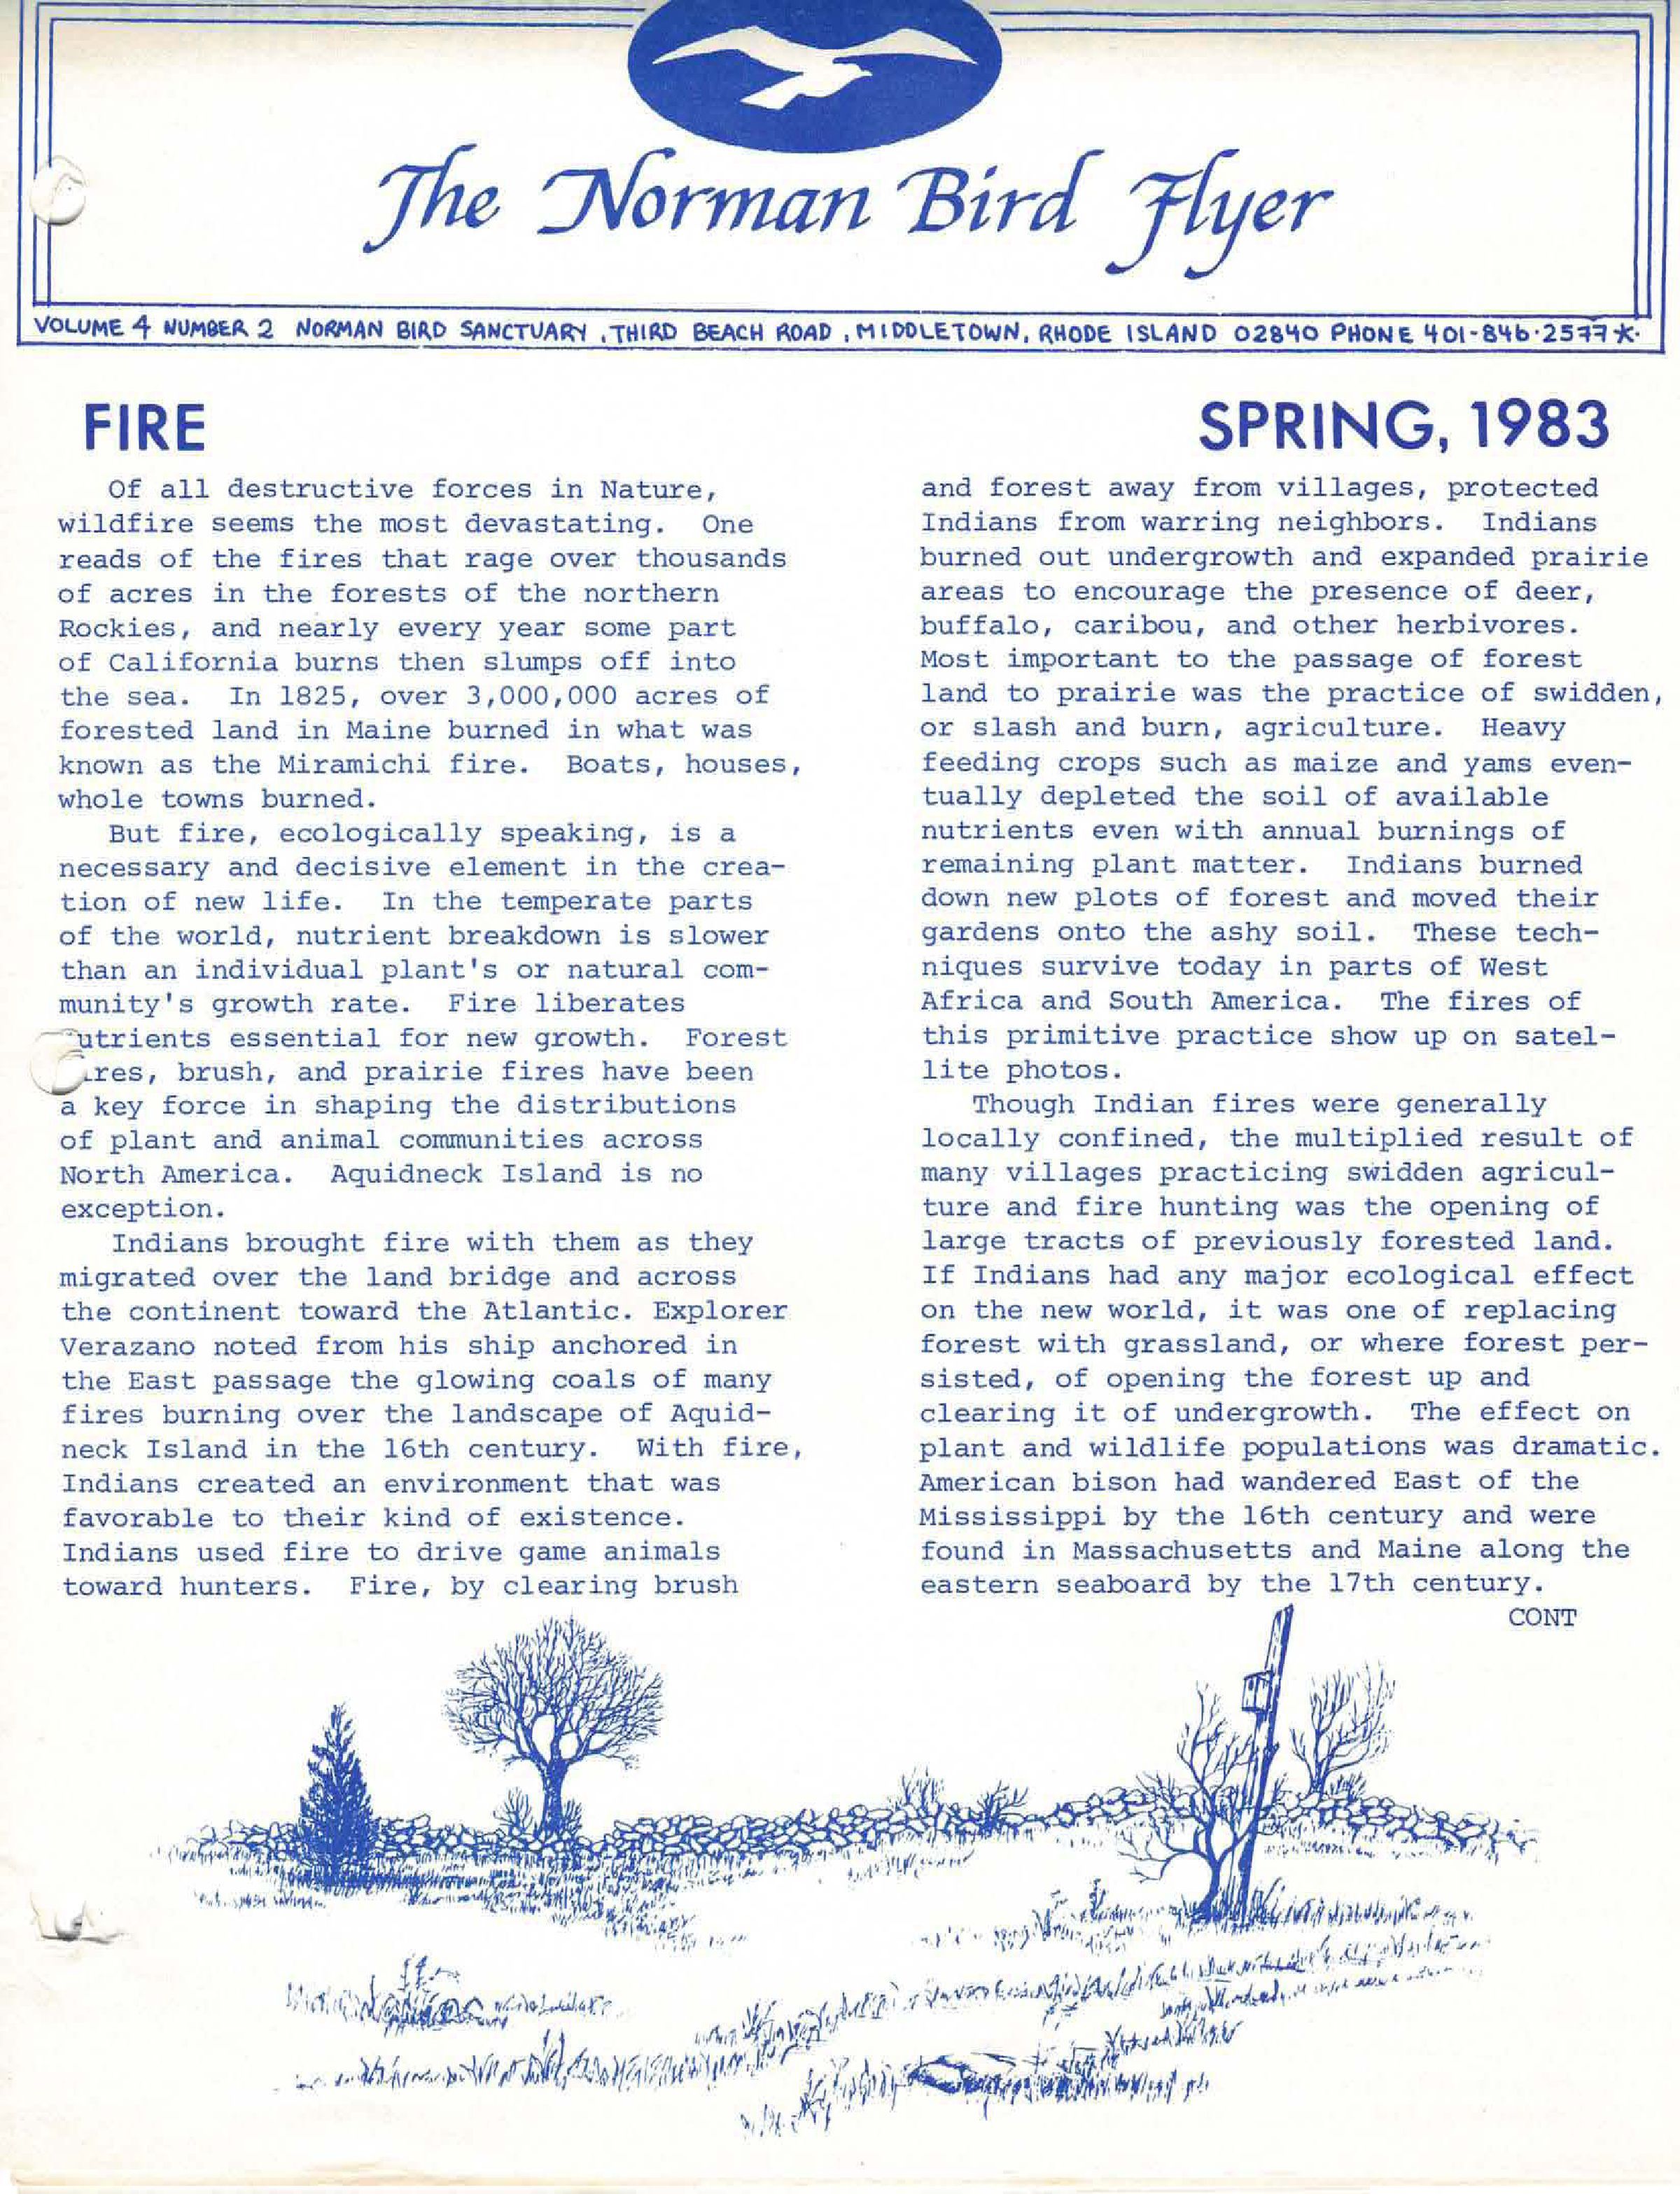 The Norman Bird Flyer
VOLUME 4 NUMBER 2 NORMAN BIRD SANCTUARY, THIRD BEACH ROAD, MIDDLETOWN, RHODE ISLAND 02840 PHONE 401-846-2577*
FIRE
SPRING, 1983
Of all destructive forces in Nature,
wildfire seems the most devastating. One
reads of the fires that rage over thousands
of acres in the forests of the northern
Rockies, and nearly every year some part
of California burns then slumps off into
the sea. In 1825, over 3,000,000 acres of
forested land in Maine burned in what was
known as the Miramichi fire. Boats, houses,
whole towns burned.
But fire, ecologically speaking, is a
necessary and decisive element in the crea-
tion of new life. In the temperate parts
of the world, nutrient breakdown is slower
than an individual plant's or natural com-
munity's growth rate. Fire liberates
utrients essential for new growth. Forest
ires, brush, and prairie fires have been
a key force in shaping the distributions
of plant and animal communities across
North America. Aquidneck Island is no
exception.
Indians brought fire with them as they
migrated over the land bridge and across
the continent toward the Atlantic. Explorer
Verazano noted from his ship anchored in
the East passage the glowing coals of many
fires burning over the landscape of Aquid-
neck Island in the 16th century. With fire,
Indians created an environment that was
favorable to their kind of existence.
Indians used fire to drive game animals
toward hunters. Fire, by clearing brush
and forest away from villages, protected
Indians from warring neighbors. Indians
burned out undergrowth and expanded prairie
areas to encourage the presence of deer,
buffalo, caribou, and other herbivores.
Most important to the passage of forest
land to prairie was the practice of swidden,
or slash and burn, agriculture. Heavy
feeding crops such as maize and yams even-
tually depleted the soil of available
nutrients even with annual burnings of
remaining plant matter. Indians burned
down new plots of forest and moved their
gardens onto the ashy soil. These tech-
niques survive today in parts of West
Africa and South America. The fires of
this primitive practice show up on satel-
lite photos.
Though Indian fires were generally
locally confined, the multiplied result of
many villages practicing swidden agricul-
ture and fire hunting was the opening of
large tracts of previously forested land.
If Indians had any major ecological effect
on the new world, it was one of replacing
forest with grassland, or where forest per-
sisted, of opening the forest up and
clearing it of undergrowth. The effect on
plant and wildlife populations was dramatic.
American bison had wandered East of the
Mississippi by the 16th century and were
found in Massachusetts and Maine along the
eastern seaboard by the 17th century.
CONT